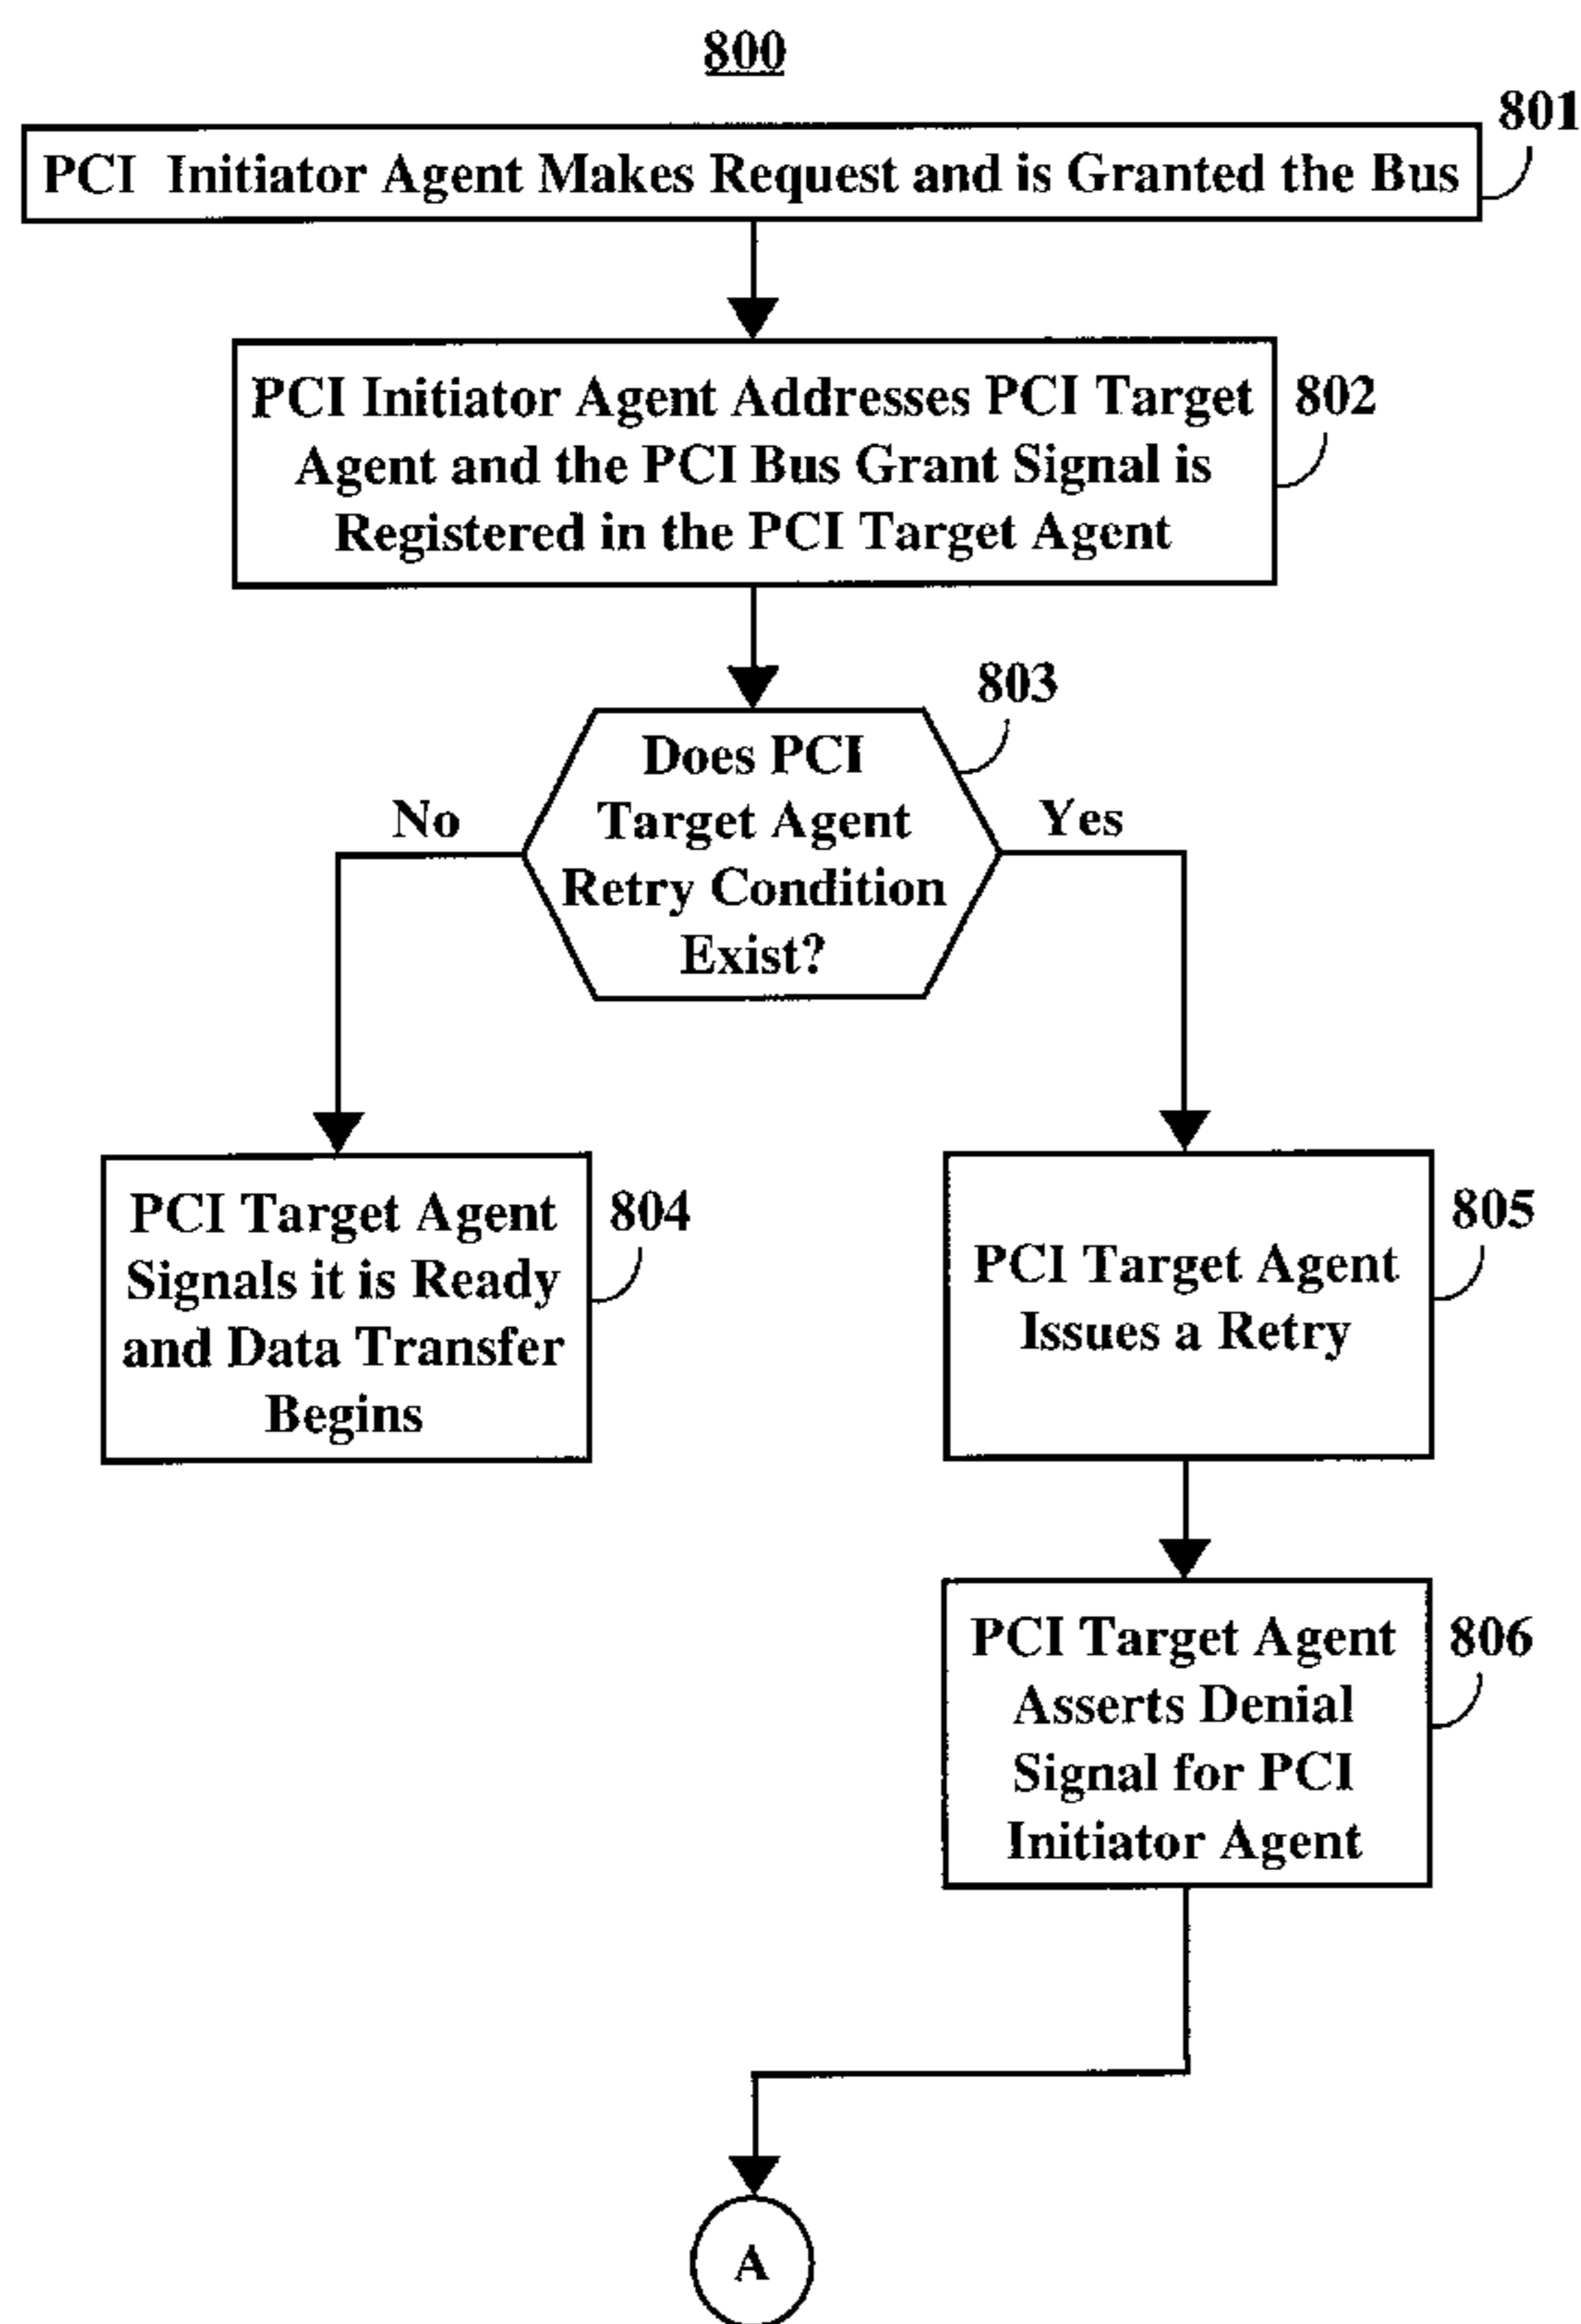 800
801
PCI Initiator Agent Makes Request and is Granted the Bus
PCI Initiator Agent Addresses PCI Target
Agent and the PCI Bus Grant Signal is
Registered in the PCI Target Agent
802
803
Does PCI
Target Agent
Retry Condition
Exist?
No
Yes
PCI Target Agent
Signals it is Ready
and Data Transfer
Begins
804
PCI Target Agent
Issues a Retry
805
PCI Target Agent
Asserts Denial
Signal for PCI
Initiator Agent
806
A